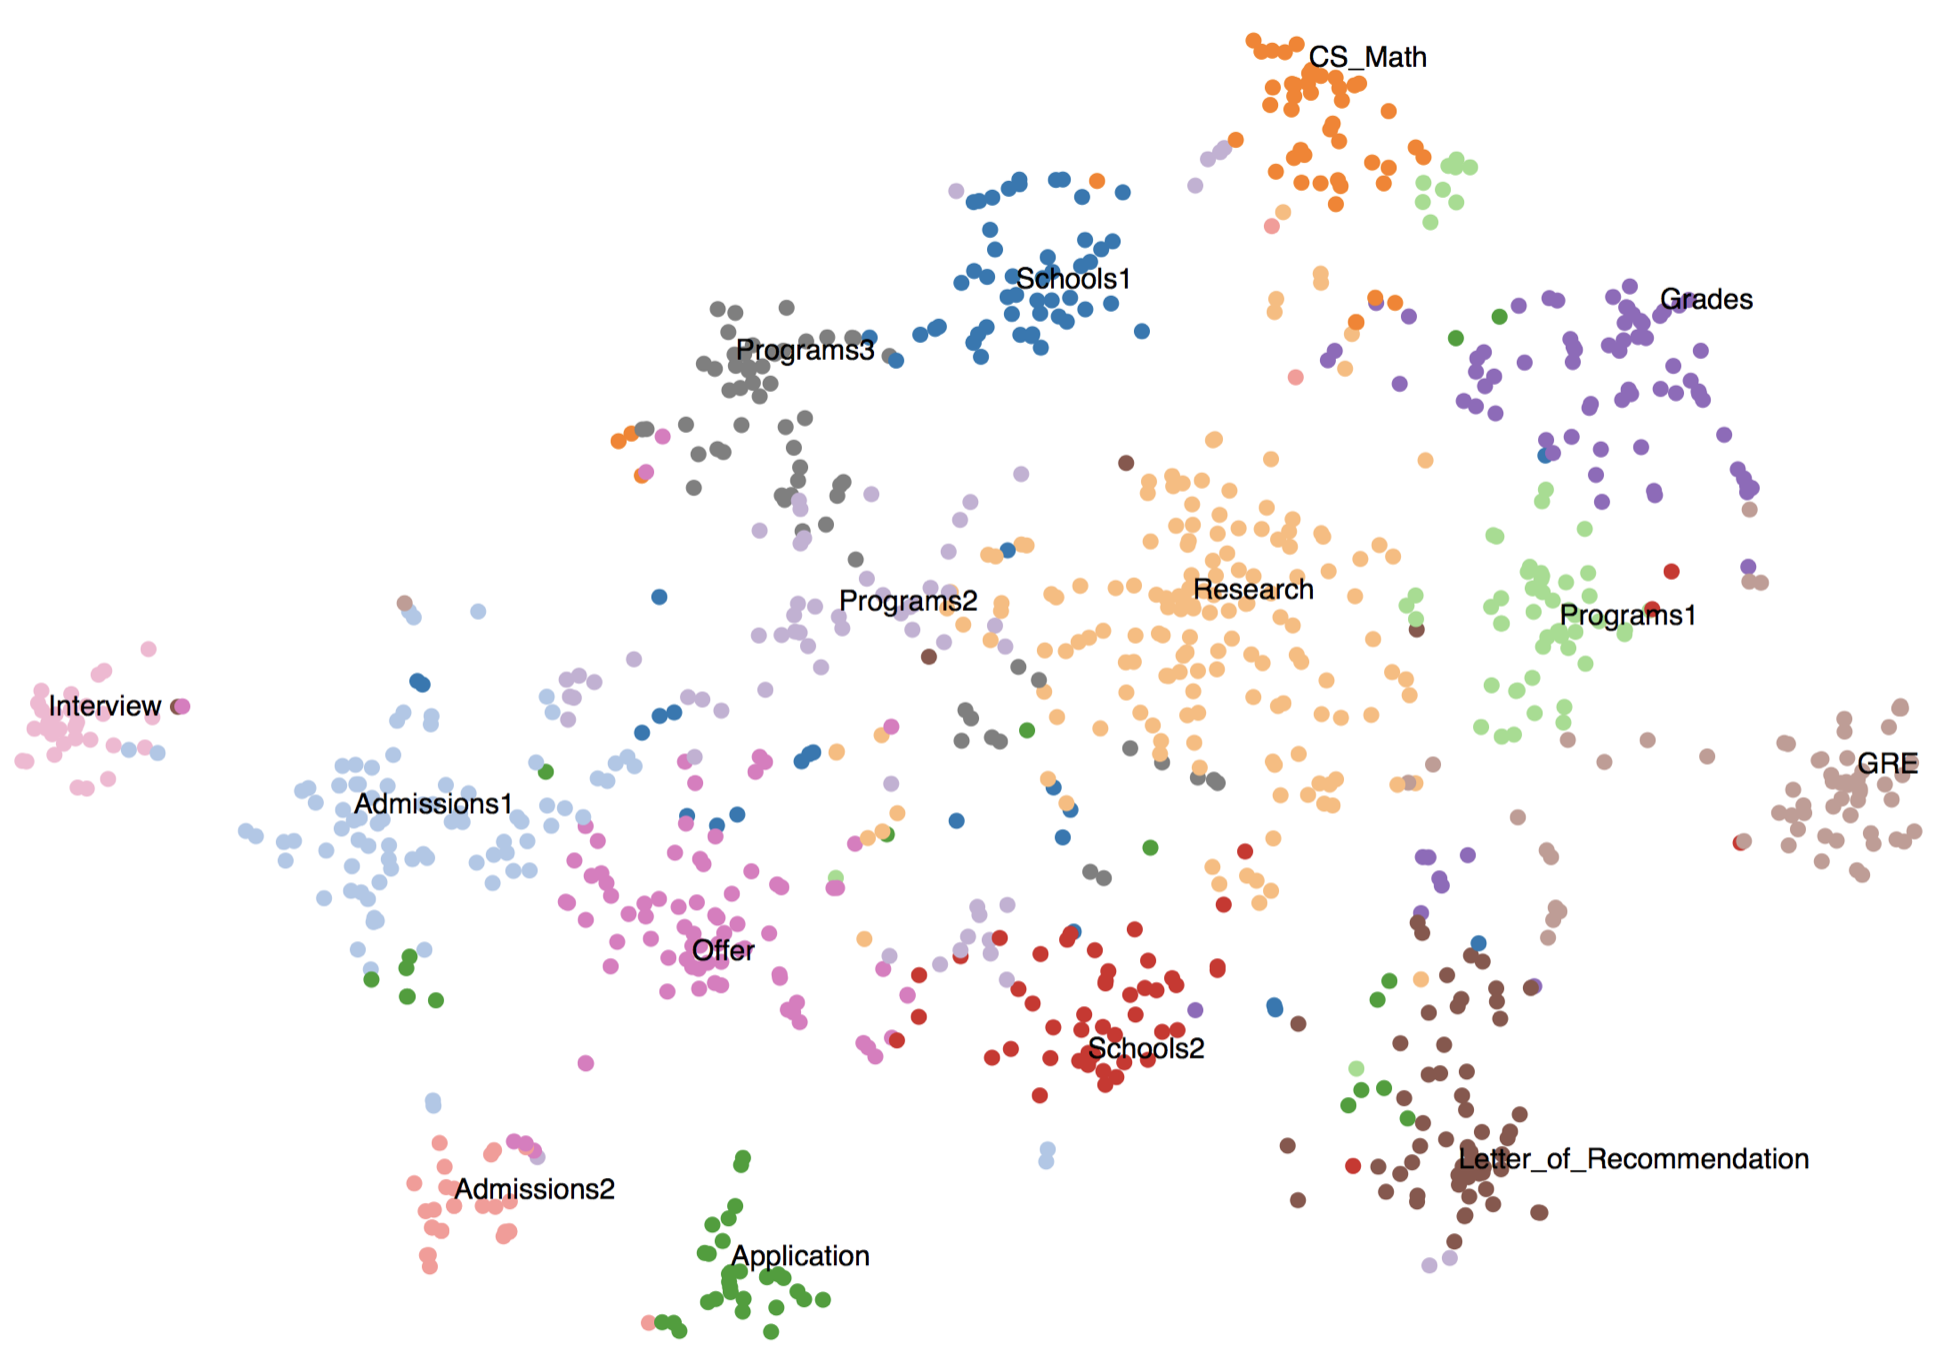 CS_Math
Schools1
Grades
Programs3
Research
Programs2
Programs1
Interview
GRE
Admissions1
Offer
Schools2
Letter_of_Recommendation
Admissions2
Application